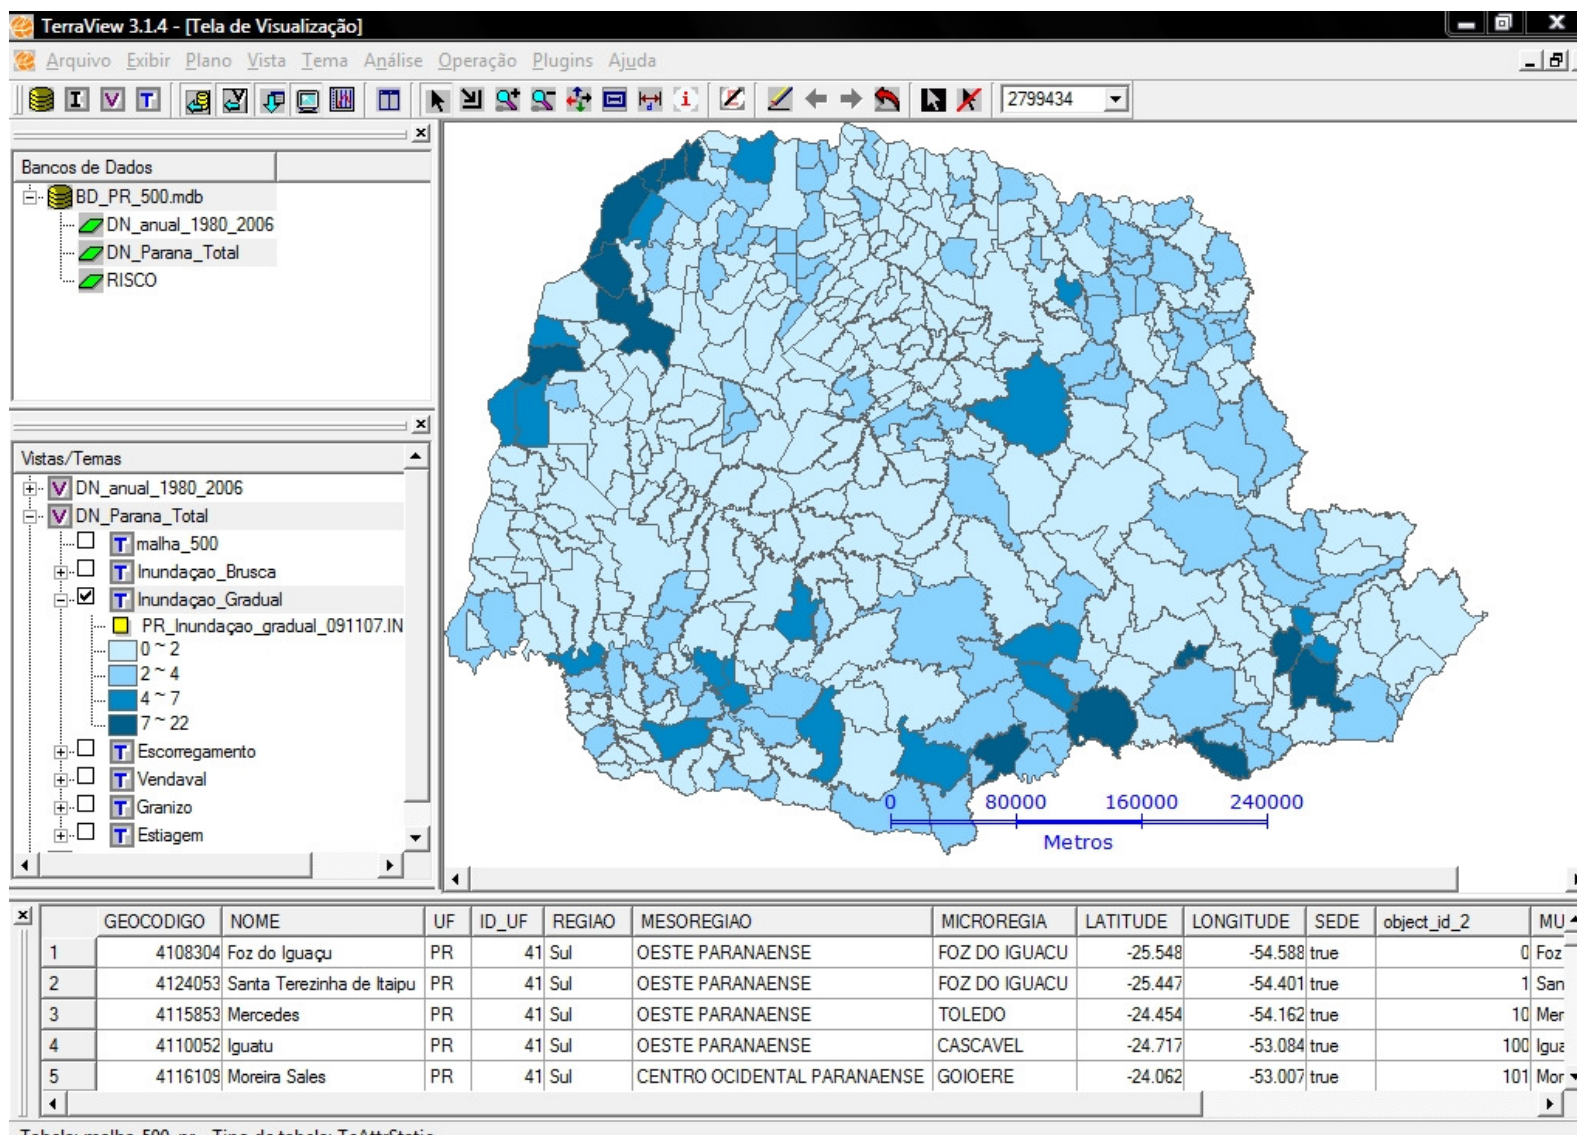 TerraView 3.1.4 - [Tela de Visualização]
Arquivo Exibir Plano Vista Tema Análise Operação Plugins Ajuda
2799434
Bancos de Dados
BD_PR_500.mdb
DN_anual_1980_2006
DN_Parana_Total
RISCO
Vistas/Temas
DN_anual_1980_2006
DN_Parana_Total
malha_500
Inundaçao_Brusca
Inundaçao_Gradual
PR_Inundaçao_gradual_091107.IN
0 ~ 2
2 ~ 4
4 ~ 7
7 ~ 22
Escorregamento
Vendaval
Granizo
Estiagem
0 80000 160000 240000
Metros
GEOCODIGO NOME UF ID_UF REGIAO MESOREGIAO MICROREGIA LATITUDE LONGITUDE SEDE object_id_2 MU
1 4108304 Foz do Iguaçu PR 41 Sul OESTE PARANAENSE FOZ DO IGUACU -25.548 -54.588 true 0 Foz
2 4124053 Santa Terezinha de Itaipu PR 41 Sul OESTE PARANAENSE FOZ DO IGUACU -25.447 -54.401 true 1 San
3 4115853 Mercedes PR 41 Sul OESTE PARANAENSE TOLEDO -24.454 -54.162 true 10 Mer
4 4110052 Iguatu PR 41 Sul OESTE PARANAENSE CASCAVEL -24.717 -53.084 true 100 Igua
5 4116109 Moreira Sales PR 41 Sul CENTRO OCIDENTAL PARANAENSE GOIOERE -24.062 -53.007 true 101 Mor